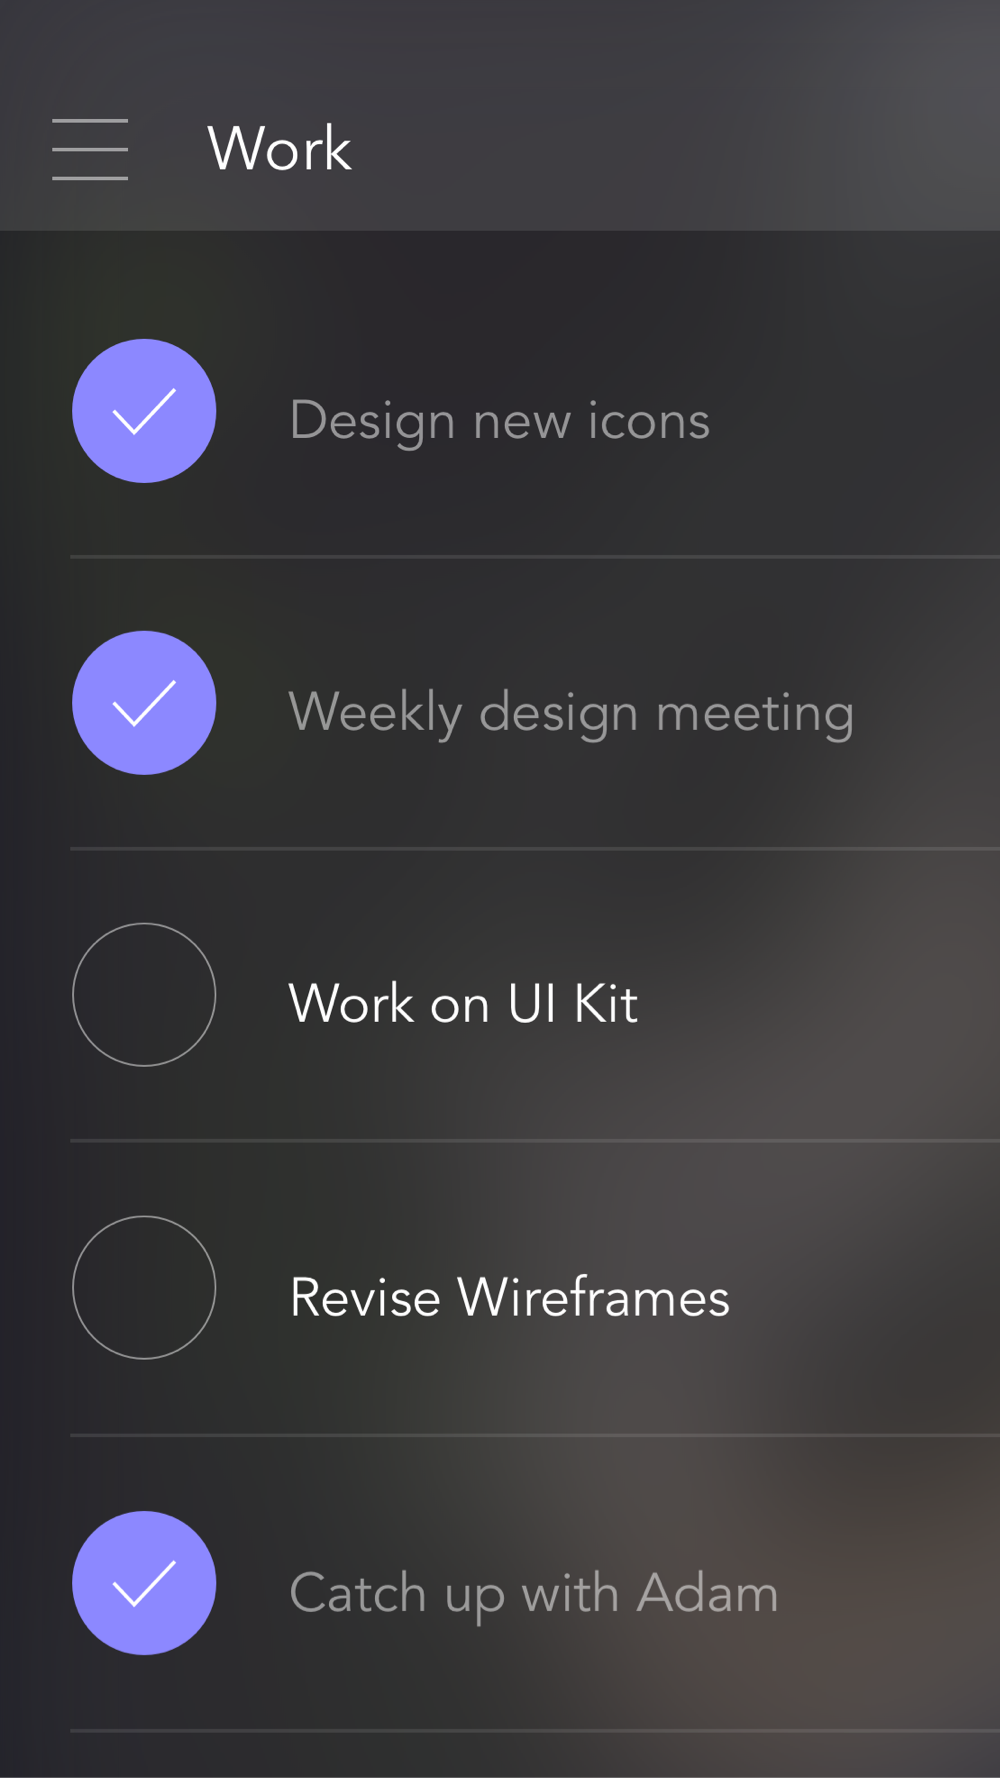 Work
Design new icons
Weekly design meeting
Work on UI Kit
Revise Wireframes
Catch up with Adam